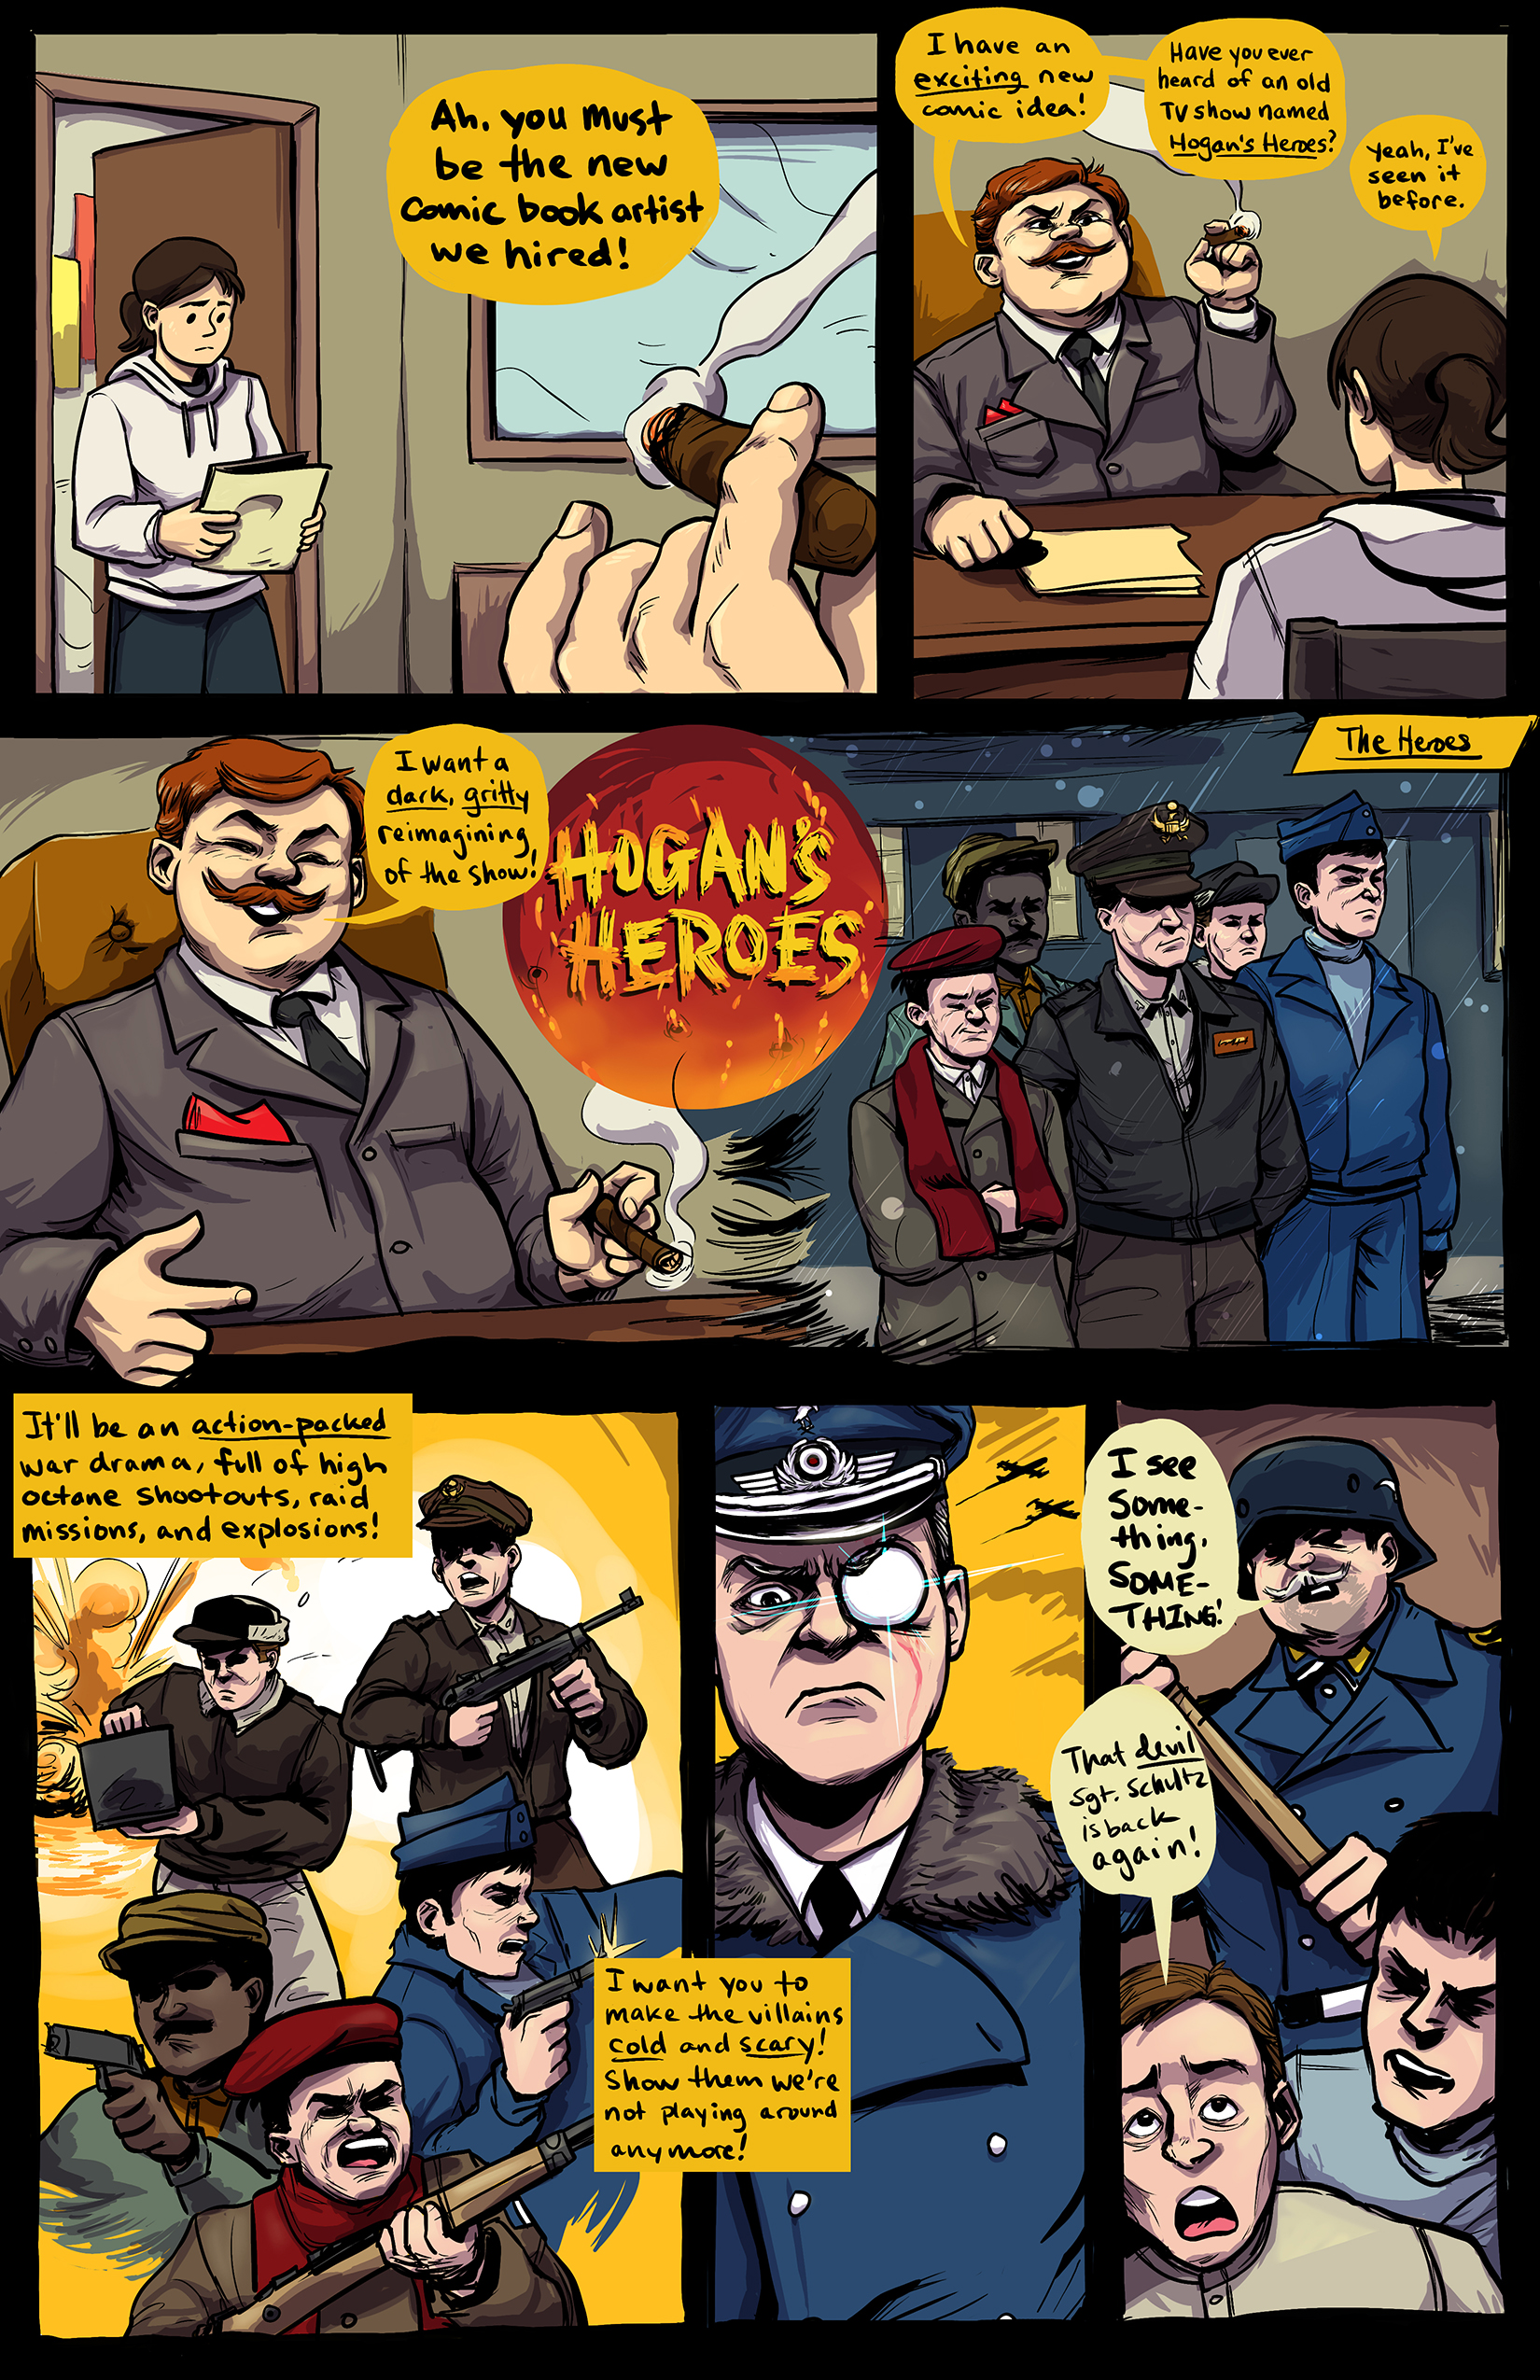 Ah, you must
be the new
comic book artist
we hired!
I have an
exciting new
comic idea!
Have you ever
heard of an old
TV show named
Hogan's Heroes?
Yeah, I've
seen it
before.
I want a
dark, gritty
reimagining
of the show!
HOGAN'S
HEROES
The Heroes
It'll be an action-packed
war drama, full of high
octane shootouts, raid
missions, and explosions!
I want you to
make the villains
cold and scary!
Show them we're
not playing around
anymore!
I see
some-
thing,
SOME-
THING!
That devil
Sgt. Schultz
is back
again!